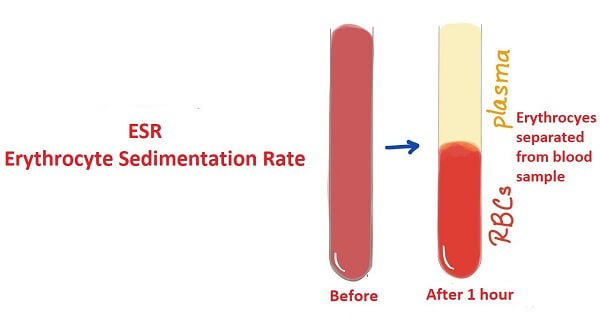 ESR
Erythrocyte Sedimentation Rate
plasma
RBCs
Erythrocyes
separated
from blood
sample
Before
After 1 hour